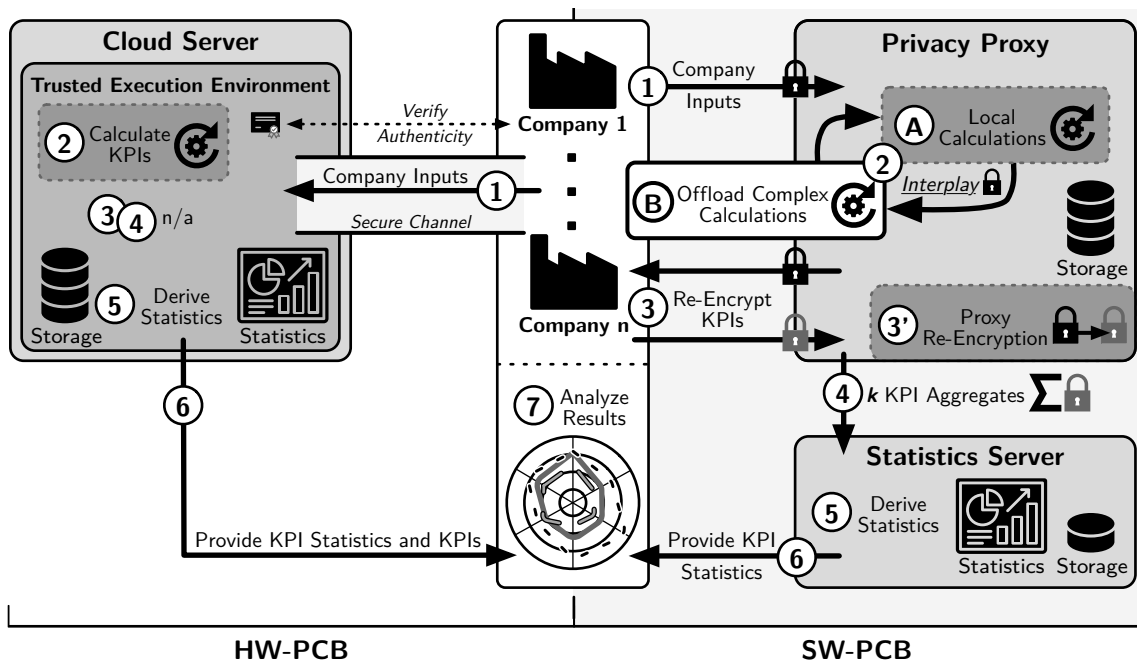 Cloud Server
Trusted Execution Environment
2 Calculate
KPIs
3
4 n/a
5 Derive
Statistics
Storage
Statistics
Verify
Authenticity
Company Inputs
1
Secure Channel
6
Provide KPI Statistics and KPIs
Company 1
Company n
7 Analyze
Results
1 Company
Inputs
Privacy Proxy
A Local
Calculations
2
Interplay
B Offload Complex
Calculations
Storage
3 Re-Encrypt
KPIs
3' Proxy
Re-Encryption
4 k KPI Aggregates Σ
Statistics Server
5 Derive
Statistics
Statistics
Storage
Provide KPI
Statistics
6
HW-PCB
SW-PCB